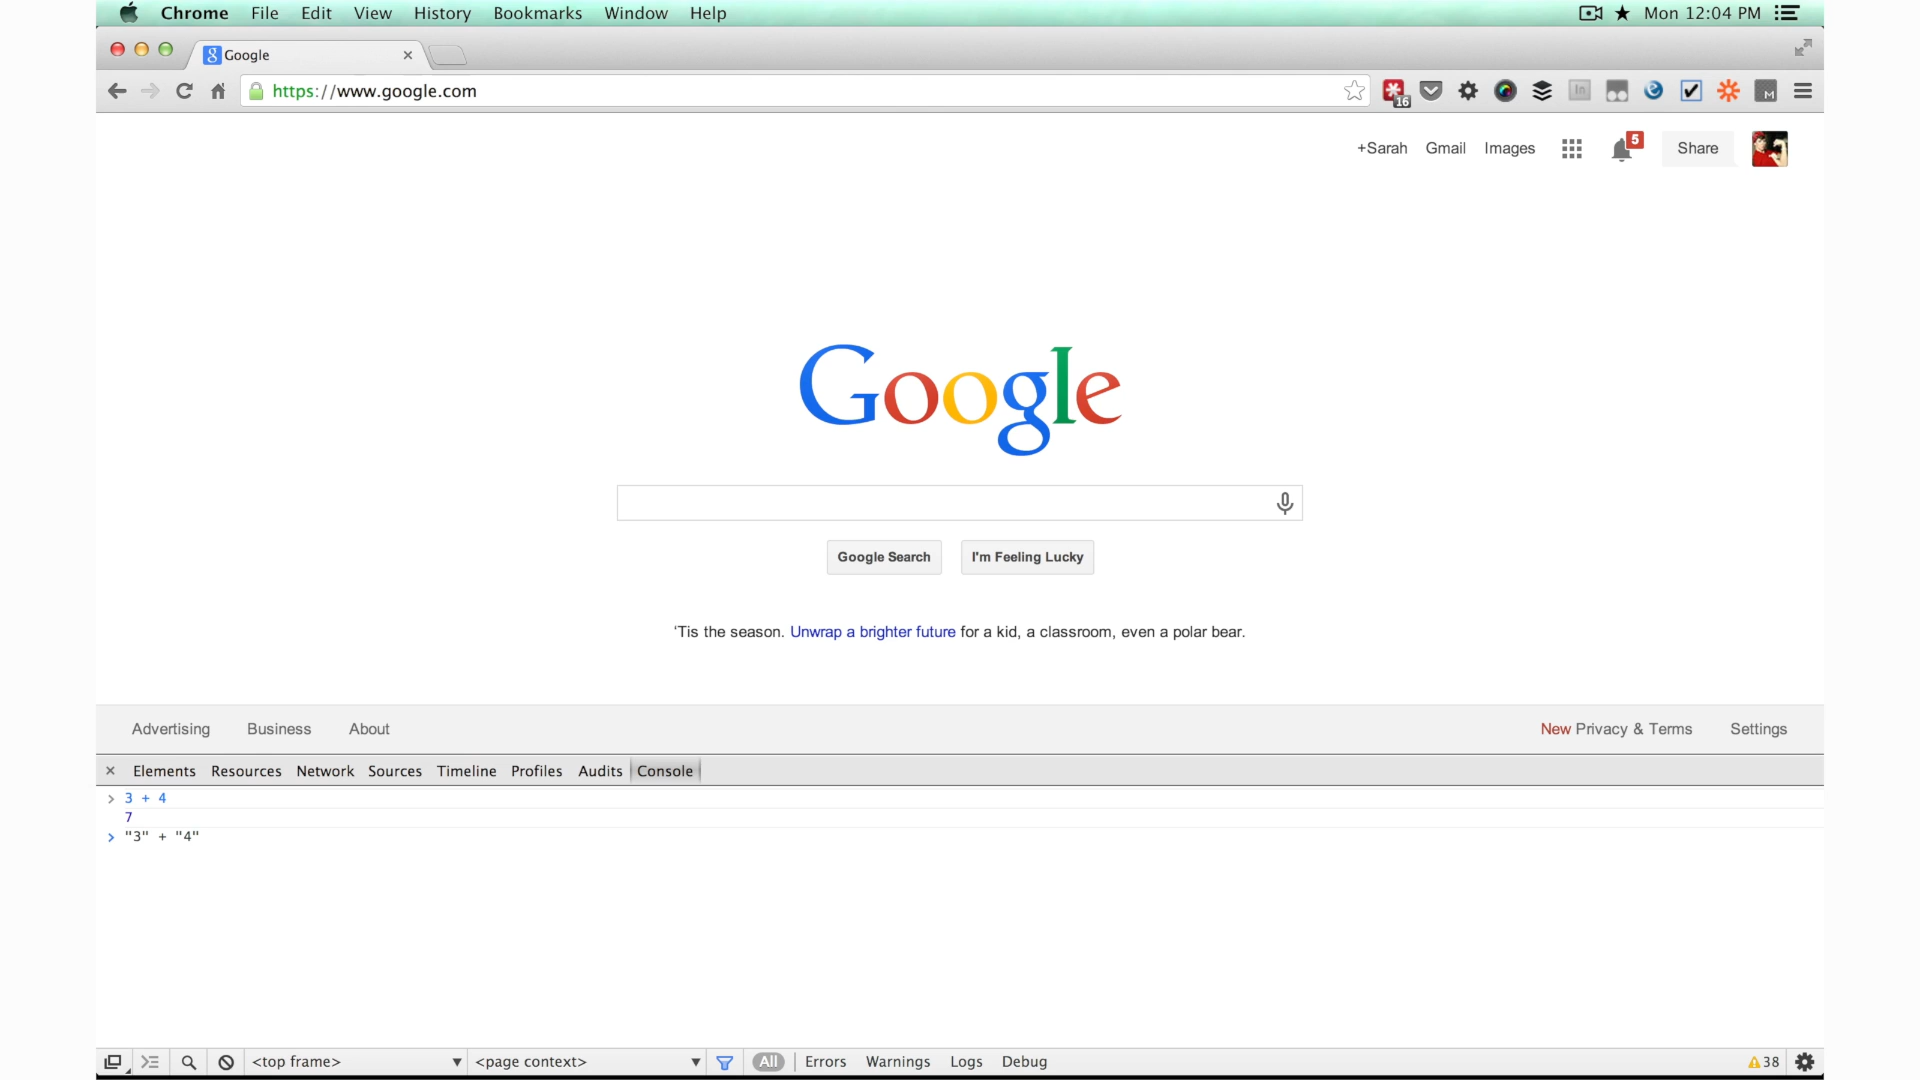 Chrome File Edit View History Bookmarks Window Help Mon 12:04 PM
Google
https://www.google.com
16
+Sarah Gmail Images 5 Share
Google
Google Search I'm Feeling Lucky
'Tis the season. Unwrap a brighter future for a kid, a classroom, even a polar bear.
Advertising Business About New Privacy & Terms Settings
Elements Resources Network Sources Timeline Profiles Audits Console
> 3 + 4
7
> "3" + "4"
<top frame> <page context> All Errors Warnings Logs Debug 38